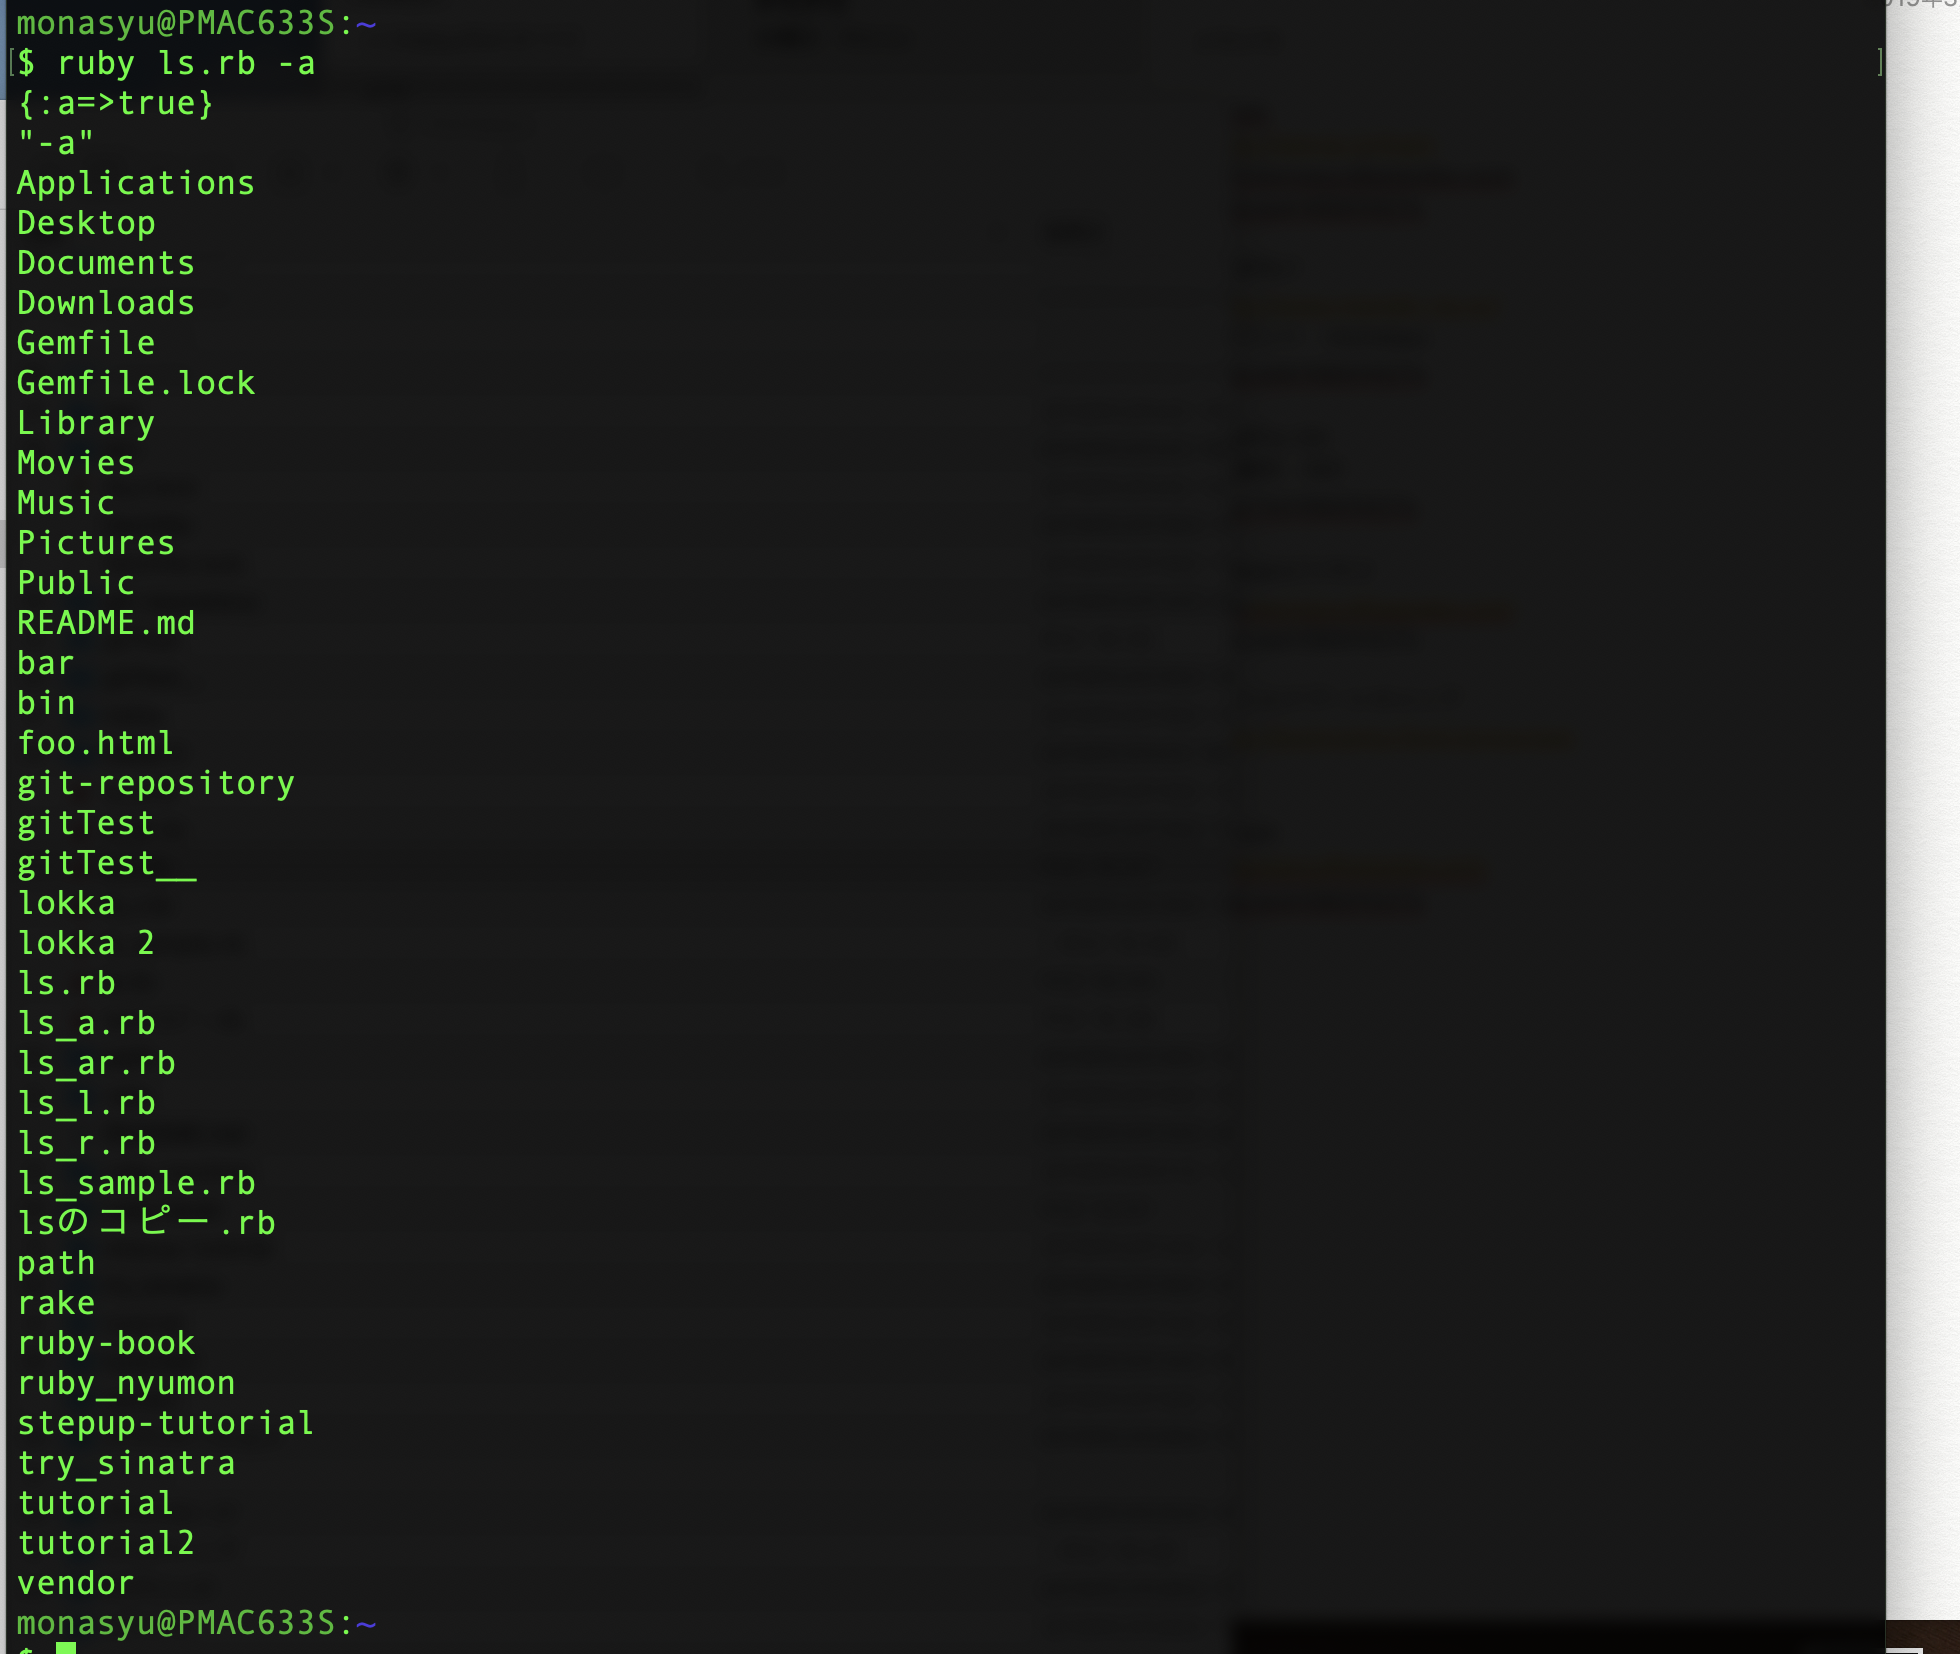 monasyu@PMAC633S:~
[$ ruby ls.rb -a ]
{:a=>true}
"-a"
Applications
Desktop
Documents
Downloads
Gemfile
Gemfile.lock
Library
Movies
Music
Pictures
Public
README.md
bar
bin
foo.html
git-repository
gitTest
gitTest__
lokka
lokka 2
ls.rb
ls_a.rb
ls_ar.rb
ls_l.rb
ls_r.rb
ls_sample.rb
lsのコピー.rb
path
rake
ruby-book
ruby_nyumon
stepup-tutorial
try_sinatra
tutorial
tutorial2
vendor
monasyu@PMAC633S:~
$